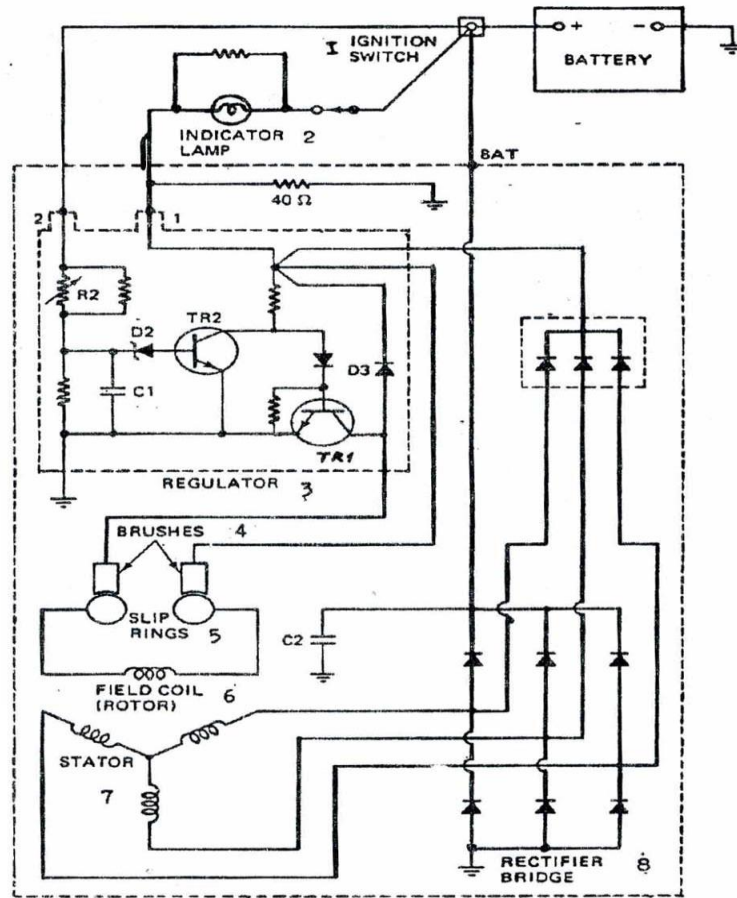 I IGNITION
SWITCH
+ -
BATTERY
INDICATOR
LAMP
2
BAT
40 Ω
2
1
R2
D2
TR2
C1
D3
TR1
REGULATOR 3
BRUSHES 4
SLIP
RINGS
5
C2
FIELD COIL
(ROTOR)
6
STATOR
7
RECTIFIER
BRIDGE
8